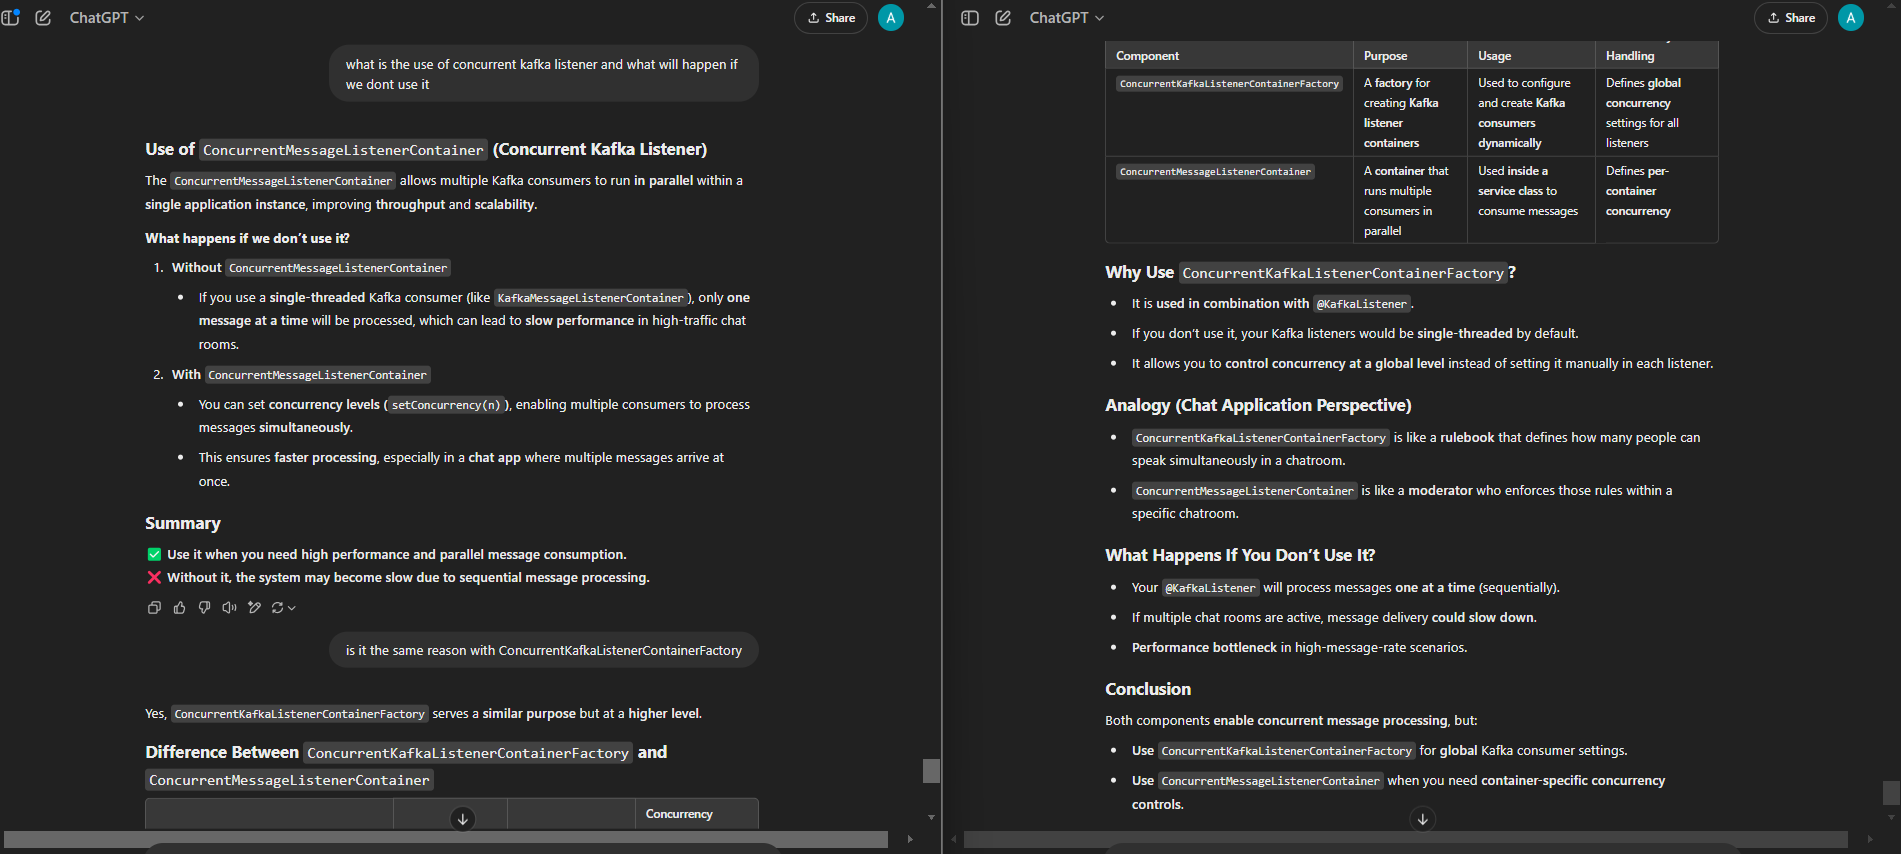 ChatGPT
Share
A
what is the use of concurrent kafka listener and what will happen if
we dont use it
Use of ConcurrentMessageListenerContainer (Concurrent Kafka Listener)
The ConcurrentMessageListenerContainer allows multiple Kafka consumers to run in parallel within a
single application instance, improving throughput and scalability.
What happens if we don't use it?
1. Without ConcurrentMessageListenerContainer
• If you use a single-threaded Kafka consumer (like KafkaMessageListenerContainer), only one
message at a time will be processed, which can lead to slow performance in high-traffic chat
rooms.
2. With ConcurrentMessageListenerContainer
• You can set concurrency levels (setConcurrency(n)), enabling multiple consumers to process
messages simultaneously.
• This ensures faster processing, especially in a chat app where multiple messages arrive at
once.
Summary
✅ Use it when you need high performance and parallel message consumption.
❌ Without it, the system may become slow due to sequential message processing.
is it the same reason with ConcurrentKafkaListenerContainerFactory
Yes, ConcurrentKafkaListenerContainerFactory serves a similar purpose but at a higher level.
Difference Between ConcurrentKafkaListenerContainerFactory and
ConcurrentMessageListenerContainer
Concurrency
ChatGPT
Share
A
Component
Purpose
Usage
Handling
ConcurrentKafkaListenerContainerFactory
A factory for
creating Kafka
listener
containers
Used to configure
and create Kafka
consumers
dynamically
Defines global
concurrency
settings for all
listeners
ConcurrentMessageListenerContainer
A container that
runs multiple
consumers in
parallel
Used inside a
service class to
consume messages
Defines per-
container
concurrency
Why Use ConcurrentKafkaListenerContainerFactory?
• It is used in combination with @KafkaListener.
• If you don't use it, your Kafka listeners would be single-threaded by default.
• It allows you to control concurrency at a global level instead of setting it manually in each listener.
Analogy (Chat Application Perspective)
• ConcurrentKafkaListenerContainerFactory is like a rulebook that defines how many people can
speak simultaneously in a chatroom.
• ConcurrentMessageListenerContainer is like a moderator who enforces those rules within a
specific chatroom.
What Happens If You Don't Use It?
• Your @KafkaListener will process messages one at a time (sequentially).
• If multiple chat rooms are active, message delivery could slow down.
• Performance bottleneck in high-message-rate scenarios.
Conclusion
Both components enable concurrent message processing, but:
• Use ConcurrentKafkaListenerContainerFactory for global Kafka consumer settings.
• Use ConcurrentMessageListenerContainer when you need container-specific concurrency
controls.